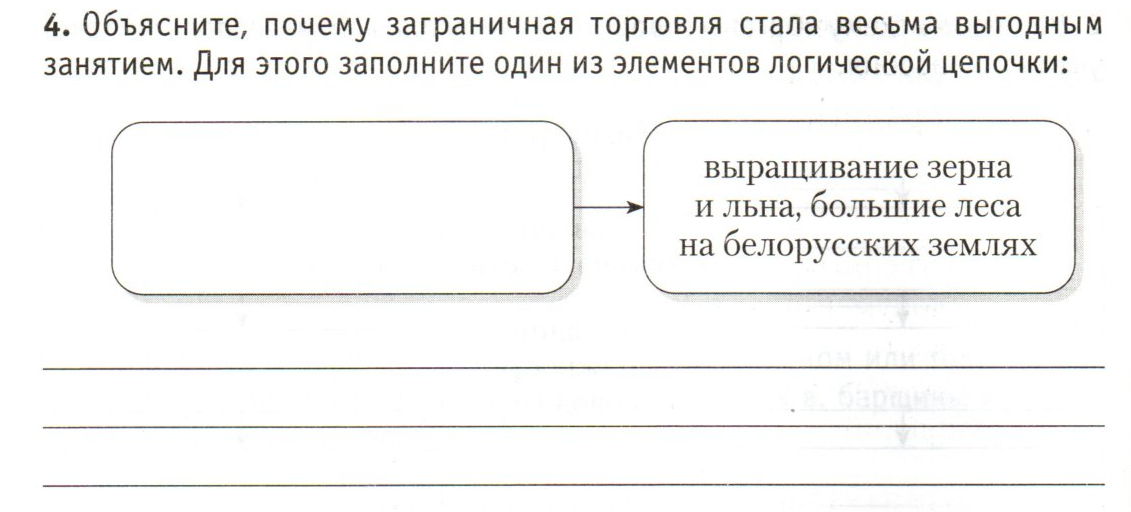 4. Объясните, почему заграничная торговля стала весьма выгодным
занятием. Для этого заполните один из элементов логической цепочки:
выращивание зерна
и льна, большие леса
на белорусских землях